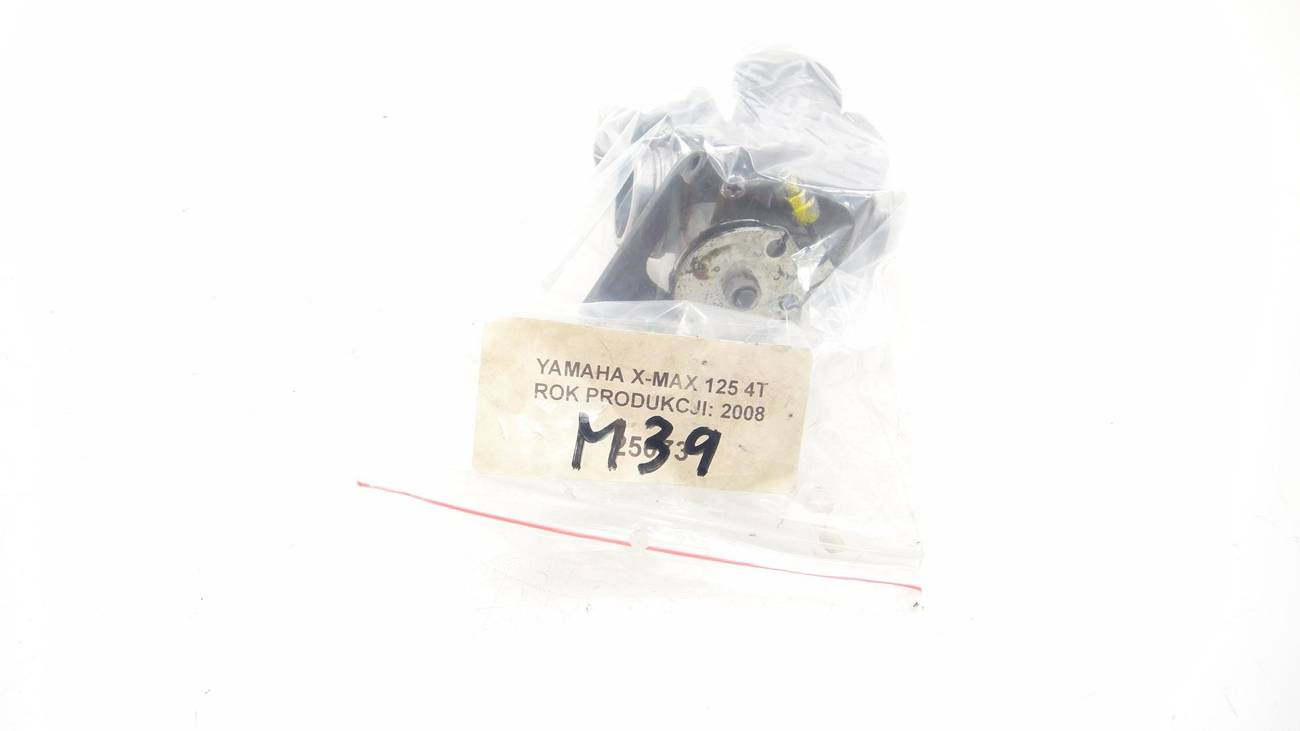 YAMAHA X-MAX 125 4T
ROK PRODUKCJI: 2008
M39